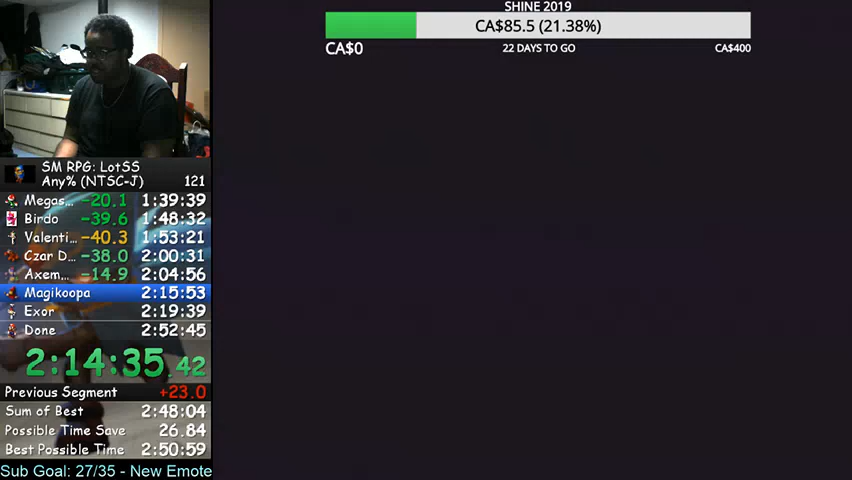 SHINE 2019
CA$85.5 (21.38%)
CA$0 22 DAYS TO GO CA$400
SM RPG: LotSS
Any% (NTSC-J) 121
Megas... -20.1 1:39:39
Birdo -39.6 1:48:32
Valenti... -40.3 1:53:21
Czar D... -38.0 2:00:31
Axem... -14.9 2:04:56
Magikoopa 2:15:53
Exor 2:19:39
Done 2:52:45
2:14:35.42
Previous Segment +23.0
Sum of Best 2:48:04
Possible Time Save 26.84
Best Possible Time 2:50:59
Sub Goal: 27/35 - New Emote